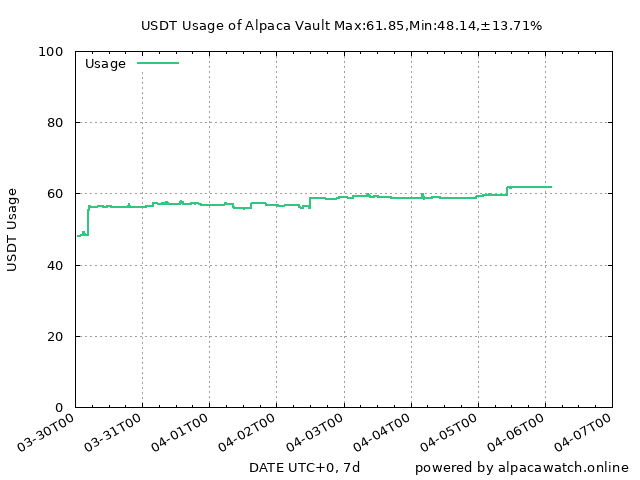 USDT Usage of Alpaca Vault Max:61.85,Min:48.14,±13.71%
Usage
100
80
60
40
20
0
USDT Usage
03-30T00 03-31T00 04-01T00 04-02T00 04-03T00 04-04T00 04-05T00 04-06T00 04-07T00
DATE UTC+0, 7d powered by alpacawatch.online